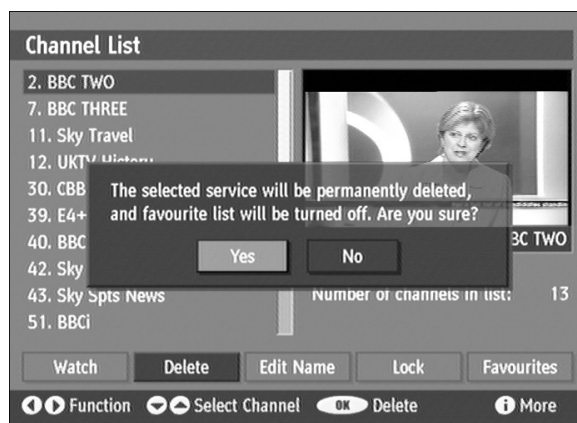 Channel List
2. BBC TWO
7. BBC THREE
11. Sky Travel
12. UKTV History
30. CBB
39. E4+
40. BBC
42. Sky
43. Sky Spts News
51. BBCi
The selected service will be permanently deleted,
and favourite list will be turned off. Are you sure?
Yes No
BC TWO
Number of channels in list: 13
Watch Delete Edit Name Lock Favourites
Function Select Channel OK Delete i More